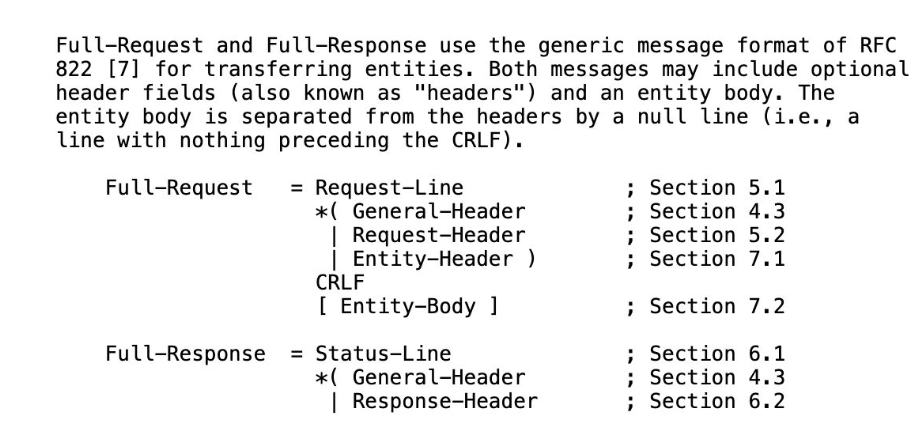 Full-Request and Full-Response use the generic message format of RFC
822 [7] for transferring entities. Both messages may include optional
header fields (also known as "headers") and an entity body. The
entity body is separated from the headers by a null line (i.e., a
line with nothing preceding the CRLF).

    Full-Request   = Request-Line             ; Section 5.1
                     *( General-Header        ; Section 4.3
                      | Request-Header        ; Section 5.2
                      | Entity-Header )       ; Section 7.1
                     CRLF
                     [ Entity-Body ]          ; Section 7.2

    Full-Response  = Status-Line              ; Section 6.1
                     *( General-Header        ; Section 4.3
                      | Response-Header       ; Section 6.2